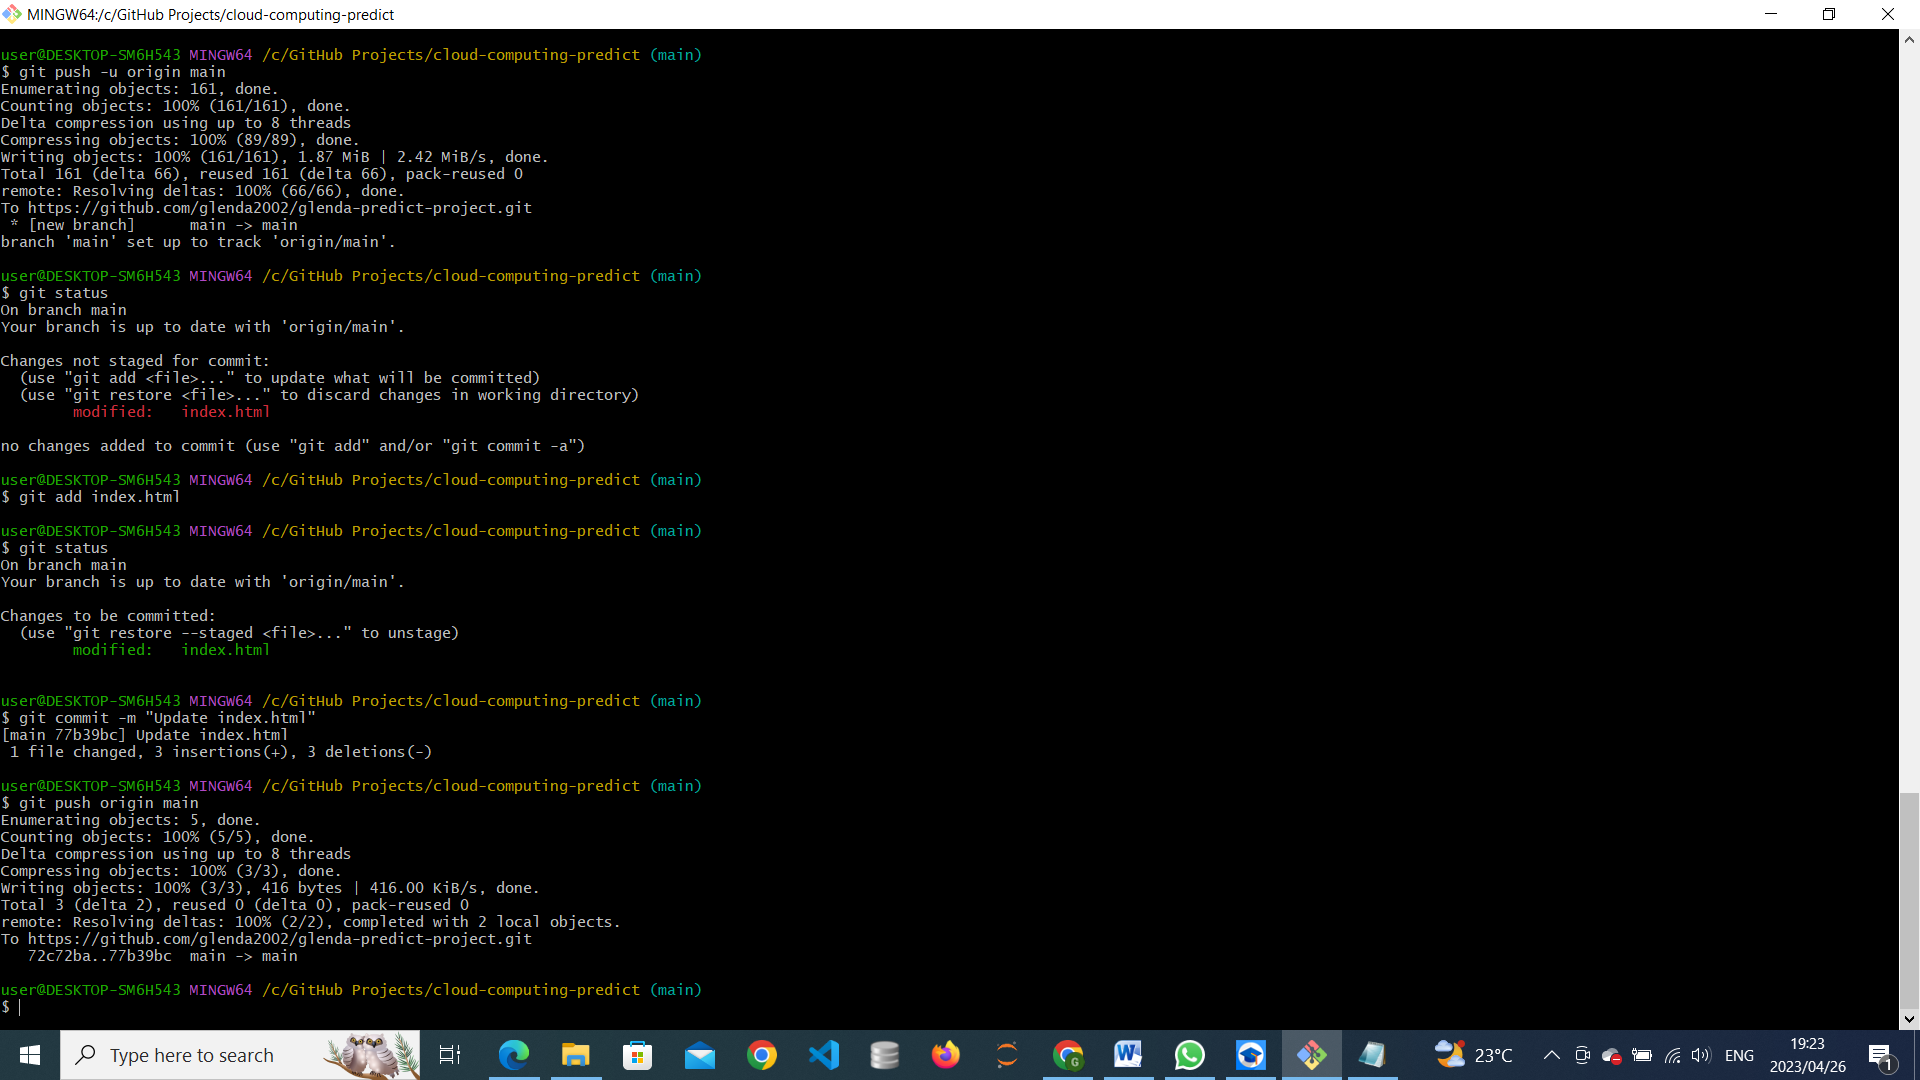 MINGW64:/c/GitHub Projects/cloud-computing-predict
user@DESKTOP-SM6H543 MINGW64 /c/GitHub Projects/cloud-computing-predict (main)
$ git push -u origin main
Enumerating objects: 161, done.
Counting objects: 100% (161/161), done.
Delta compression using up to 8 threads
Compressing objects: 100% (89/89), done.
Writing objects: 100% (161/161), 1.87 MiB | 2.42 MiB/s, done.
Total 161 (delta 66), reused 161 (delta 66), pack-reused 0
remote: Resolving deltas: 100% (66/66), done.
To https://github.com/glenda2002/glenda-predict-project.git
 * [new branch]      main -> main
branch 'main' set up to track 'origin/main'.
user@DESKTOP-SM6H543 MINGW64 /c/GitHub Projects/cloud-computing-predict (main)
$ git status
On branch main
Your branch is up to date with 'origin/main'.
Changes not staged for commit:
  (use "git add <file>..." to update what will be committed)
  (use "git restore <file>..." to discard changes in working directory)
        modified:   index.html
no changes added to commit (use "git add" and/or "git commit -a")
user@DESKTOP-SM6H543 MINGW64 /c/GitHub Projects/cloud-computing-predict (main)
$ git add index.html
user@DESKTOP-SM6H543 MINGW64 /c/GitHub Projects/cloud-computing-predict (main)
$ git status
On branch main
Your branch is up to date with 'origin/main'.
Changes to be committed:
  (use "git restore --staged <file>..." to unstage)
        modified:   index.html
user@DESKTOP-SM6H543 MINGW64 /c/GitHub Projects/cloud-computing-predict (main)
$ git commit -m "Update index.html"
[main 77b39bc] Update index.html
 1 file changed, 3 insertions(+), 3 deletions(-)
user@DESKTOP-SM6H543 MINGW64 /c/GitHub Projects/cloud-computing-predict (main)
$ git push origin main
Enumerating objects: 5, done.
Counting objects: 100% (5/5), done.
Delta compression using up to 8 threads
Compressing objects: 100% (3/3), done.
Writing objects: 100% (3/3), 416 bytes | 416.00 KiB/s, done.
Total 3 (delta 2), reused 0 (delta 0), pack-reused 0
remote: Resolving deltas: 100% (2/2), completed with 2 local objects.
To https://github.com/glenda2002/glenda-predict-project.git
   72c72ba..77b39bc  main -> main
user@DESKTOP-SM6H543 MINGW64 /c/GitHub Projects/cloud-computing-predict (main)
$
Type here to search
G
W
23°C
ENG
19:23
2023/04/26
1